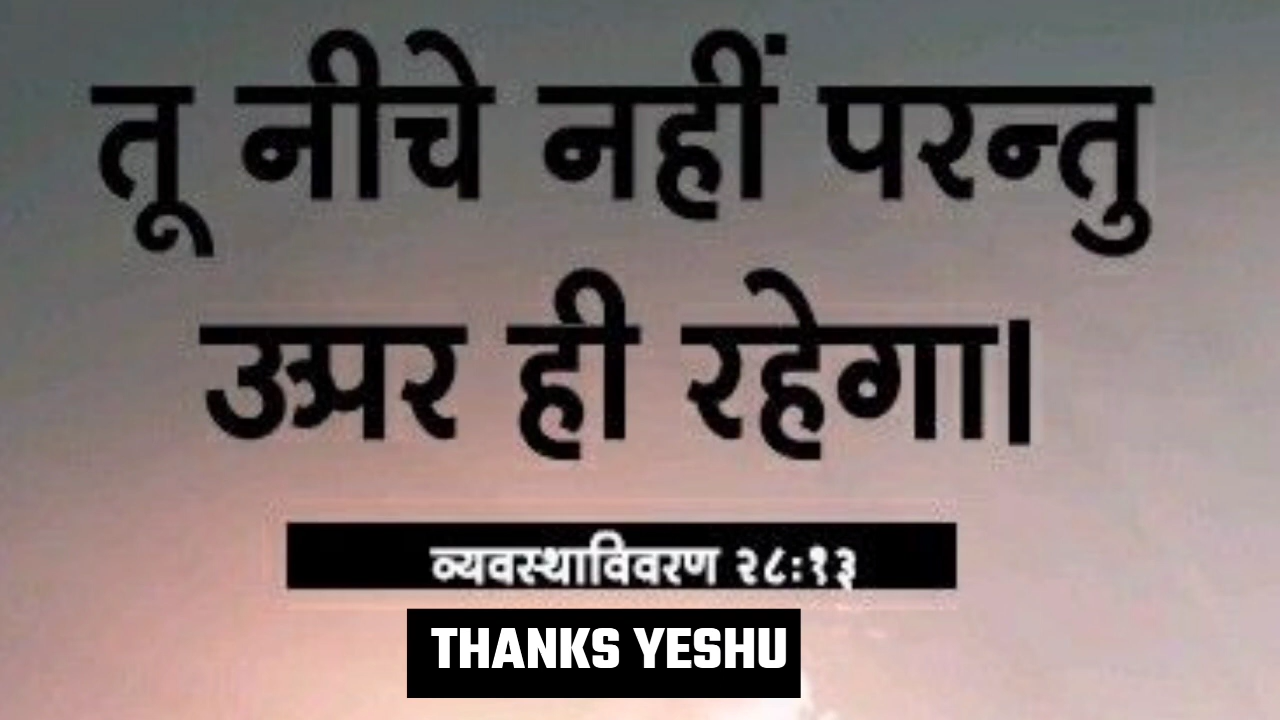 तू नीचे नहीं परन्तु
ऊपर ही रहेगा।
व्यवस्थाविवरण २८:१३
THANKS YESHU